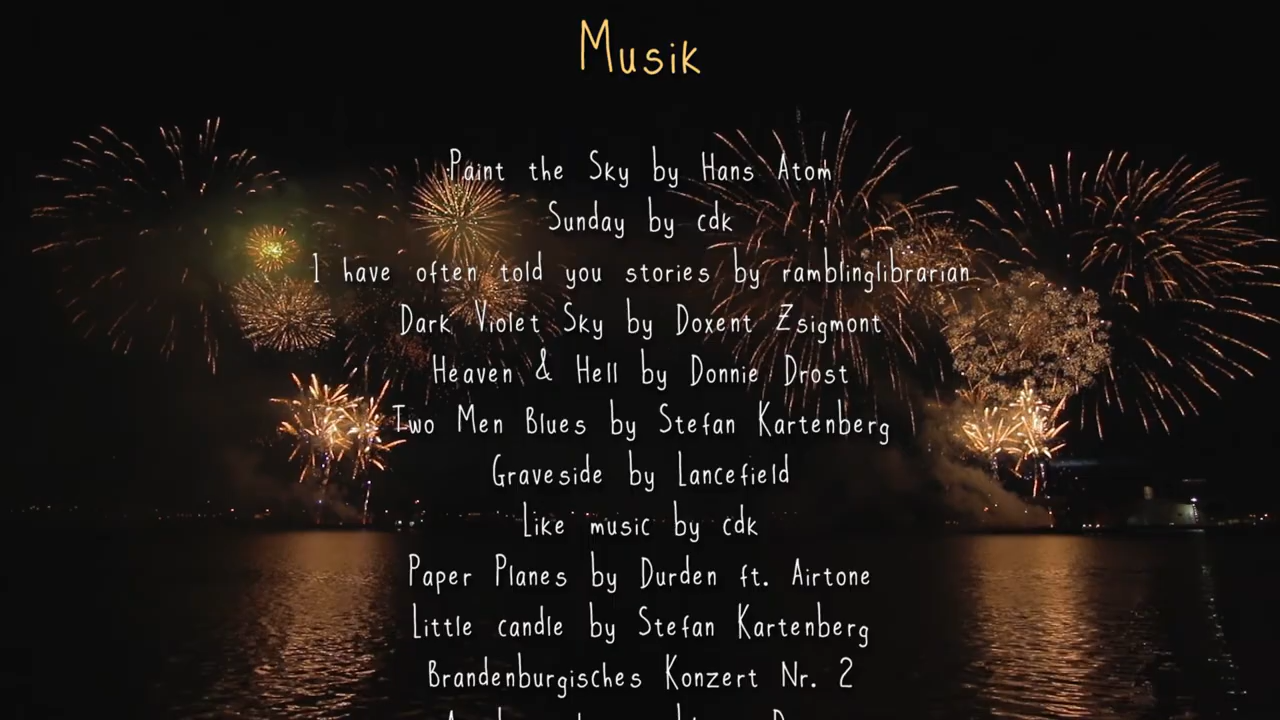 Musik
Paint the Sky by Hans Atom
Sunday by cdk
I have often told you stories by ramblinglibrarian
Dark Violet Sky by Doxent Zsigmont
Heaven & Hell by Donnie Drost
Two Men Blues by Stefan Kartenberg
Graveside by Lancefield
Like music by cdk
Paper Planes by Durden ft. Airtone
Little candle by Stefan Kartenberg
Brandenburgisches Konzert Nr. 2